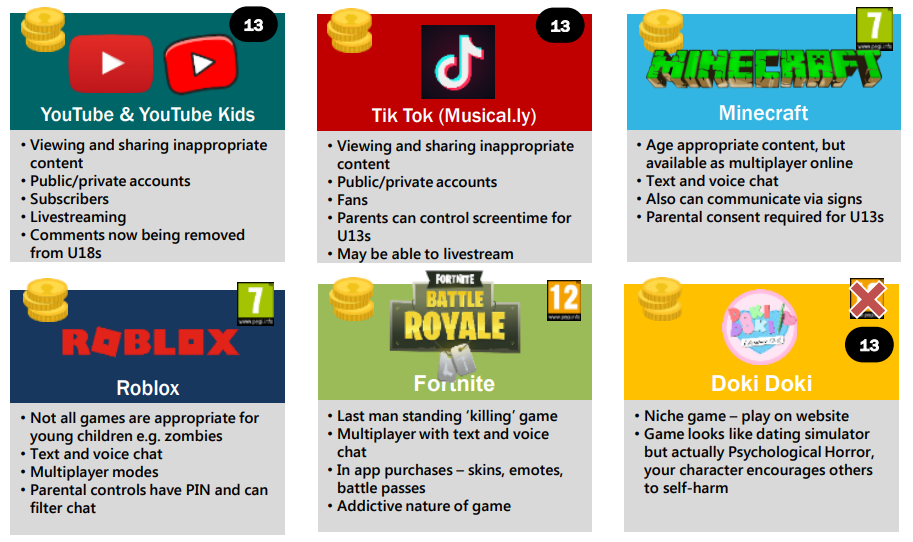 13
YouTube & YouTube Kids
• Viewing and sharing inappropriate
content
• Public/private accounts
• Subscribers
• Livestreaming
• Comments now being removed
from U18s
13
Tik Tok (Musical.ly)
• Viewing and sharing inappropriate
content
• Public/private accounts
• Fans
• Parents can control screentime for
U13s
• May be able to livestream
7
www.pegi.info
MINECRAFT
Minecraft
• Age appropriate content, but
available as multiplayer online
• Text and voice chat
• Also can communicate via signs
• Parental consent required for U13s
7
www.pegi.info
ROBLOX
Roblox
• Not all games are appropriate for
young children e.g. zombies
• Text and voice chat
• Multiplayer modes
• Parental controls have PIN and can
filter chat
12
www.pegi.info
FORTNITE
BATTLE
ROYALE
Fortnite
• Last man standing ‘killing’ game
• Multiplayer with text and voice
chat
• In app purchases – skins, emotes,
battle passes
• Addictive nature of game
www.pegi.info
13
DOKI
DOKI
Doki Doki
• Niche game – play on website
• Game looks like dating simulator
but actually Psychological Horror,
your character encourages others
to self-harm